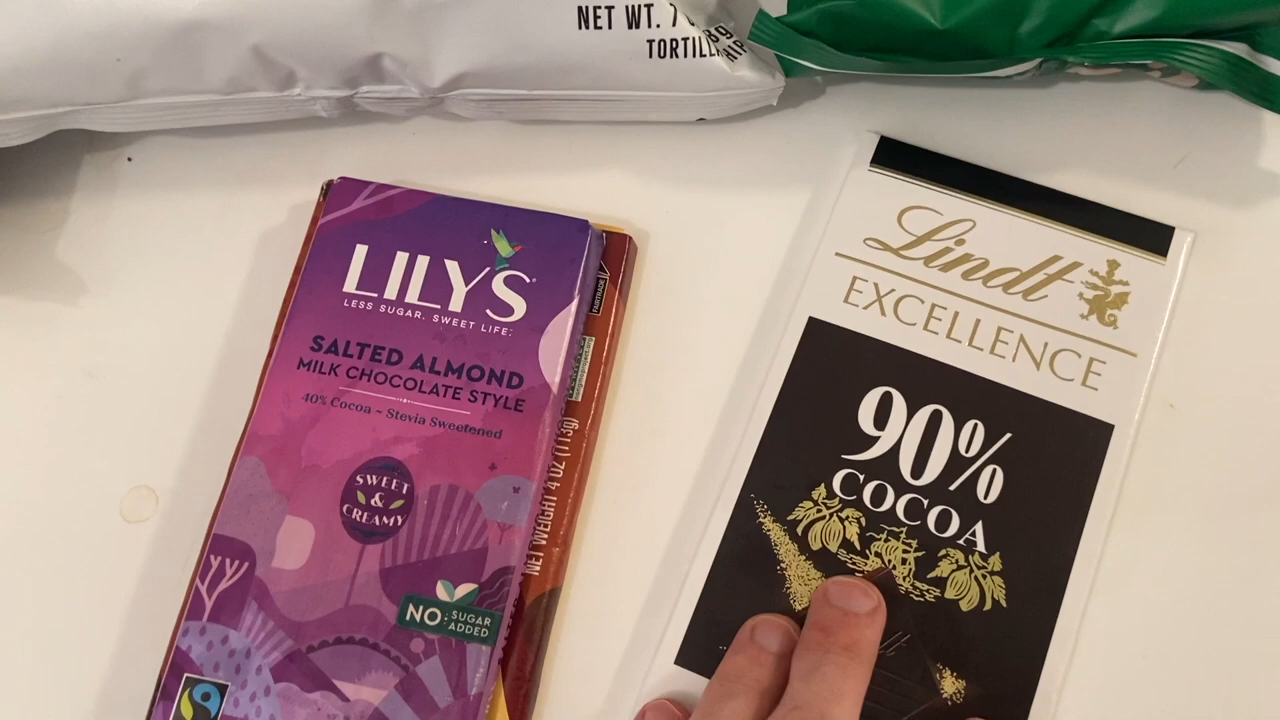 NET WT. 7
TORTILL
LILY'S
LESS SUGAR. SWEET LIFE.
SALTED ALMOND
MILK CHOCOLATE STYLE
40% Cocoa ~ Stevia Sweetened
SWEET
&
CREAMY
NO: SUGAR
ADDED
FAIRTRADE
NET WEIGHT 4 OZ (113g)
Lindt
EXCELLENCE
90%
COCOA